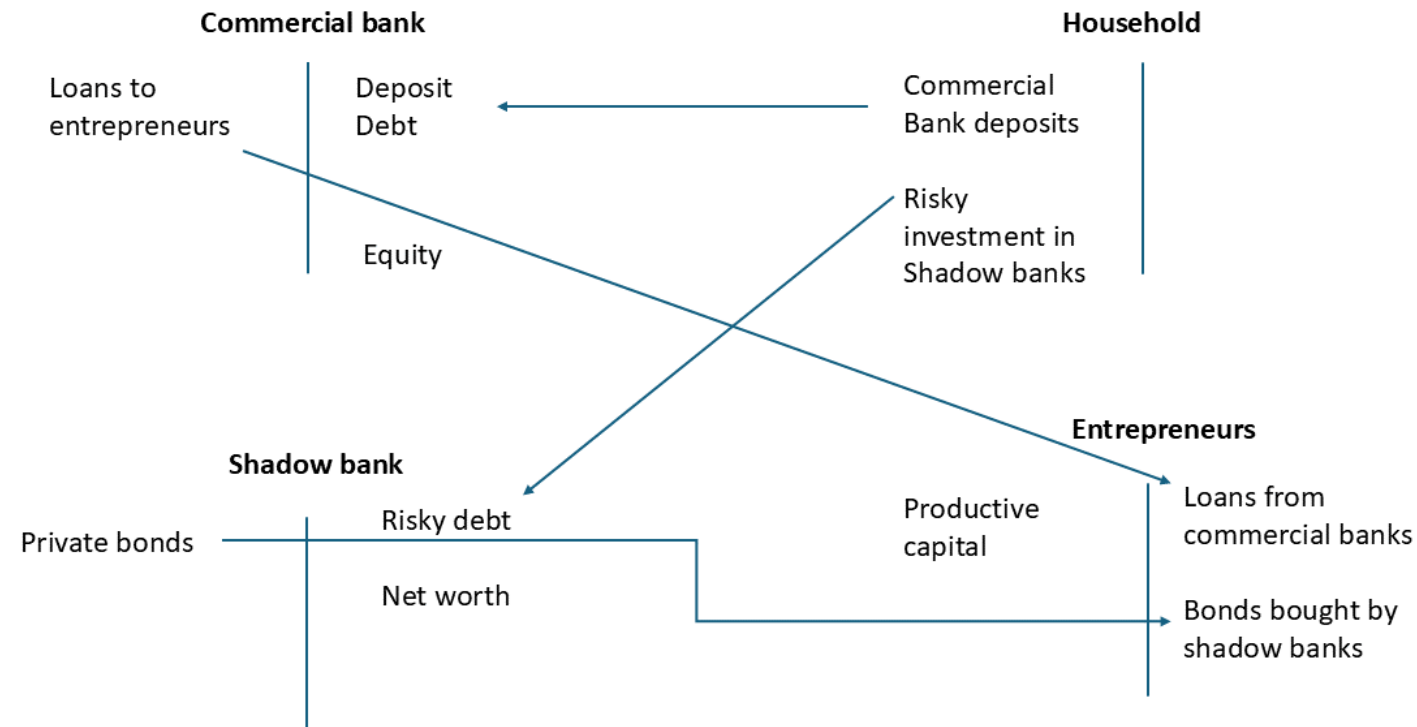 Commercial bank
Loans to
entrepreneurs
Deposit
Debt
Equity
Household
Commercial
Bank deposits
Risky
investment in
Shadow banks
Shadow bank
Private bonds
Risky debt
Net worth
Entrepreneurs
Productive
capital
Loans from
commercial banks
Bonds bought by
shadow banks